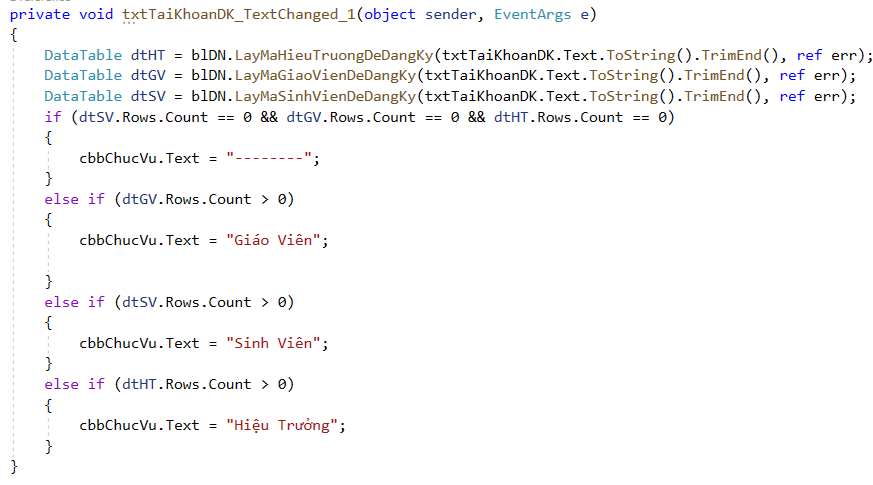 private void txtTaiKhoanDK_TextChanged_1(object sender, EventArgs e)
{
    DataTable dtHT = blDN.LayMaHieuTruongDeDangKy(txtTaiKhoanDK.Text.ToString().TrimEnd(), ref err);
    DataTable dtGV = blDN.LayMaGiaoVienDeDangKy(txtTaiKhoanDK.Text.ToString().TrimEnd(), ref err);
    DataTable dtSV = blDN.LayMaSinhVienDeDangKy(txtTaiKhoanDK.Text.ToString().TrimEnd(), ref err);
    if (dtSV.Rows.Count == 0 && dtGV.Rows.Count == 0 && dtHT.Rows.Count == 0)
    {
        cbbChucVu.Text = "--------";
    }
    else if (dtGV.Rows.Count > 0)
    {
        cbbChucVu.Text = "Giáo Viên";

    }
    else if (dtSV.Rows.Count > 0)
    {
        cbbChucVu.Text = "Sinh Viên";
    }
    else if (dtHT.Rows.Count > 0)
    {
        cbbChucVu.Text = "Hiệu Trưởng";
    }
}